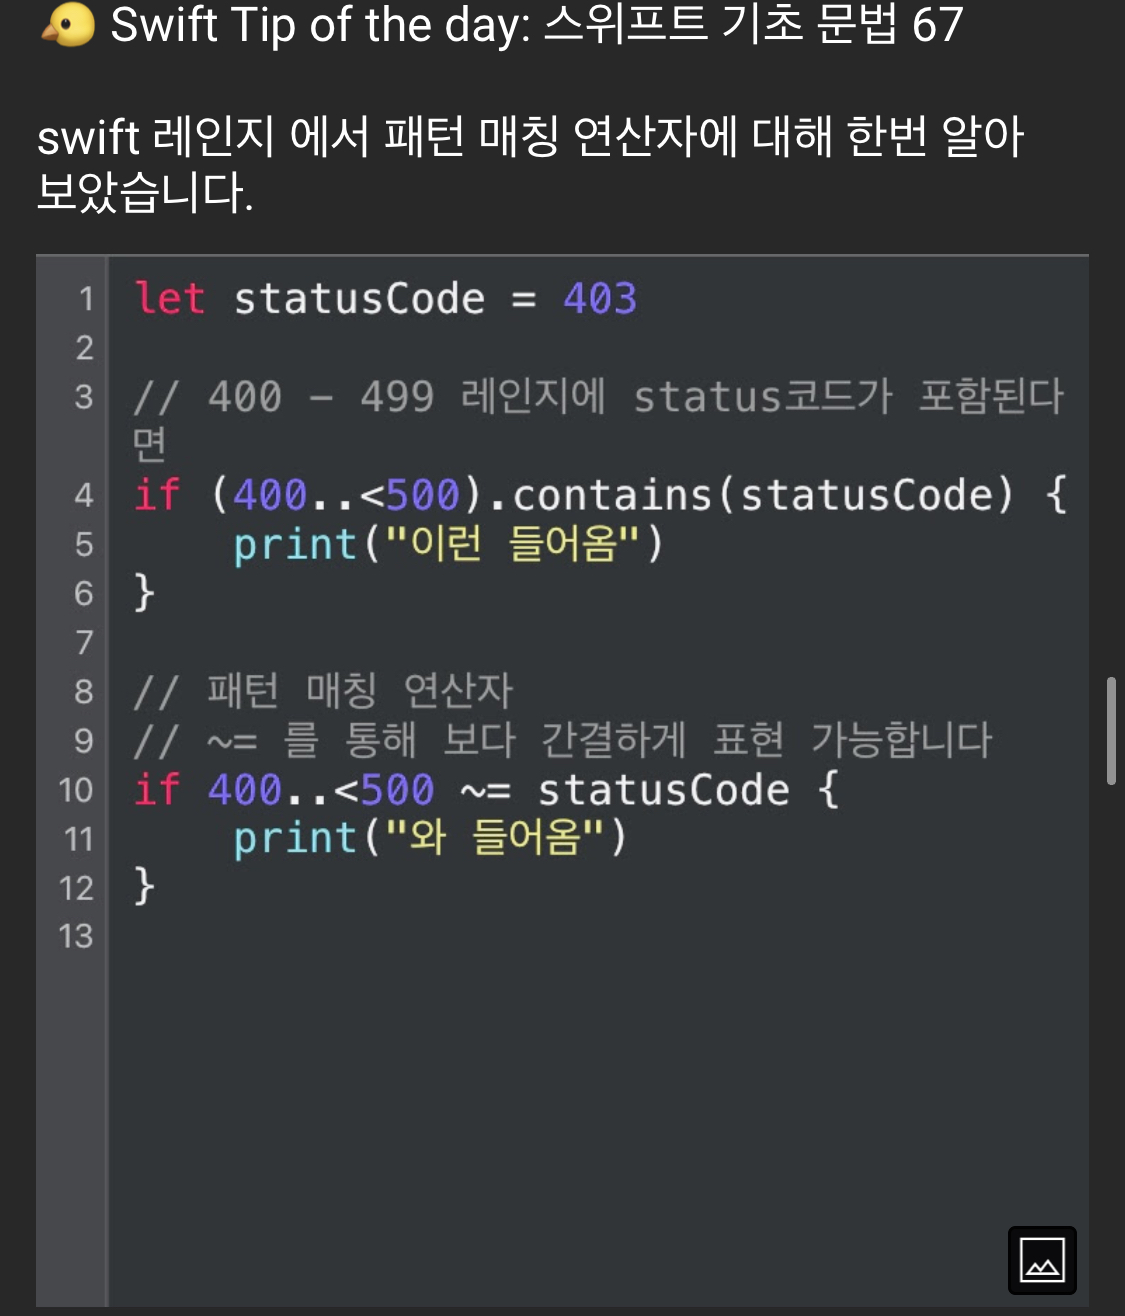 🐤 Swift Tip of the day: 스위프트 기초 문법 67
swift 레인지 에서 패턴 매칭 연산자에 대해 한번 알아
보았습니다.
1 let statusCode = 403
2
3 // 400 – 499 레인지에 status코드가 포함된다
면
4 if (400..<500).contains(statusCode) {
5     print("이런 들어옴")
6 }
7
8 // 패턴 매칭 연산자
9 // ~= 를 통해 보다 간결하게 표현 가능합니다
10 if 400..<500 ~= statusCode {
11     print("와 들어옴")
12 }
13